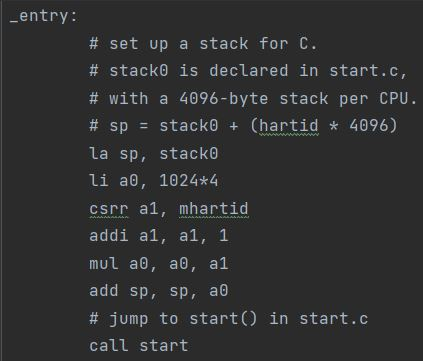 _entry:
# set up a stack for C.
# stack0 is declared in start.c,
# with a 4096-byte stack per CPU.
# sp = stack0 + (hartid * 4096)
la sp, stack0
li a0, 1024*4
csrr a1, mhartid
addi a1, a1, 1
mul a0, a0, a1
add sp, sp, a0
# jump to start() in start.c
call start